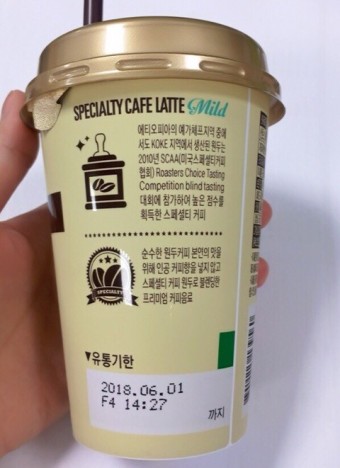 SPECIALTY CAFE LATTE Mild
에티오피아의 예가체프지역 중에
서도 KOKE 지역에서 생산된 원두는
2010년 SCAA(미국스페셜티커피
협회) Roasters Choice Tasting
Competition blind tasting
대회에 참가하여 높은 점수를
획득한 스페셜티 커피
순수한 원두커피 본연의 맛을
위해 인공 커피향을 넣지 않고
스페셜티 커피 원두로 블렌딩한
프리미엄 커피음료
SPECIALTY
▼유통기한
2018.06.01
F4 14:27
까지